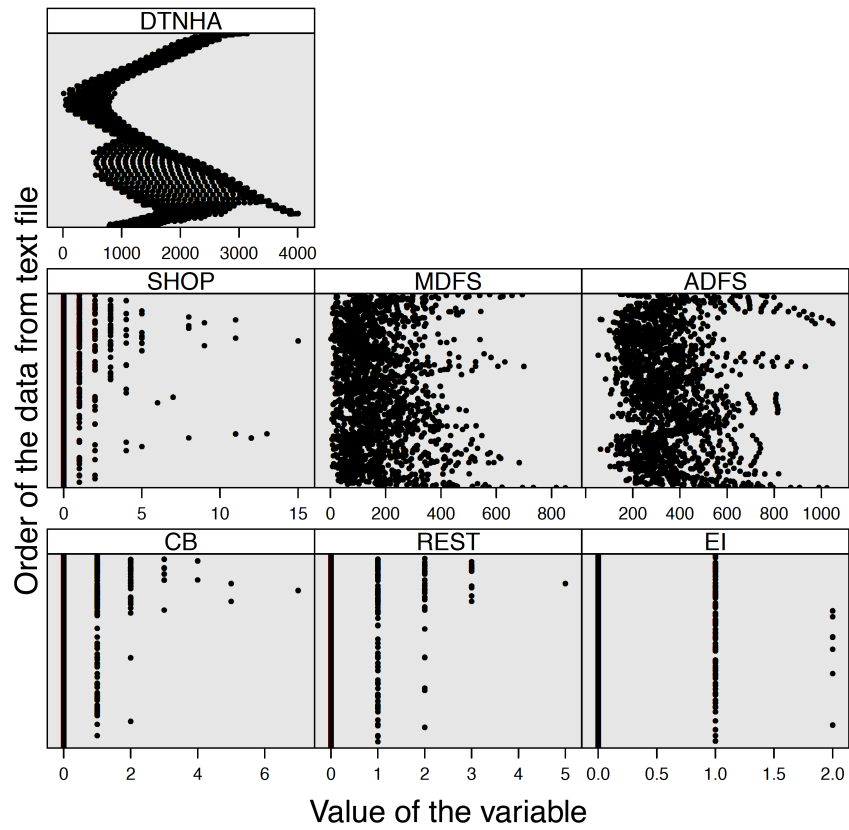 DTNHA
0 1000 2000 3000 4000
SHOP MDFS ADFS
0 5 10 15 0 200 400 600 800 200 400 600 800 1000
CB REST EI
0 2 4 6 0 1 2 3 4 5 0.0 0.5 1.0 1.5 2.0
Order of the data from text file
Value of the variable